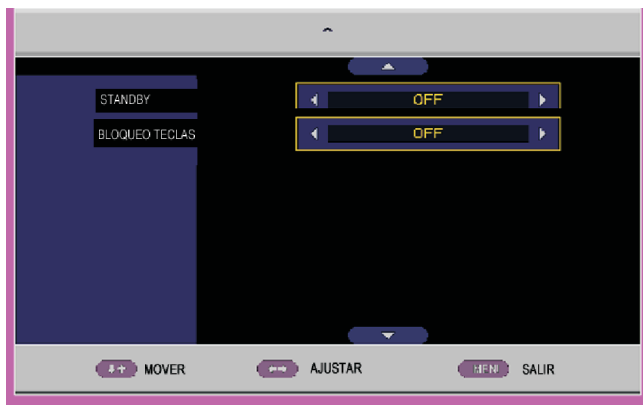 STANDBY OFF
BLOQUEO TECLAS OFF
MOVER AJUSTAR MENU SALIR